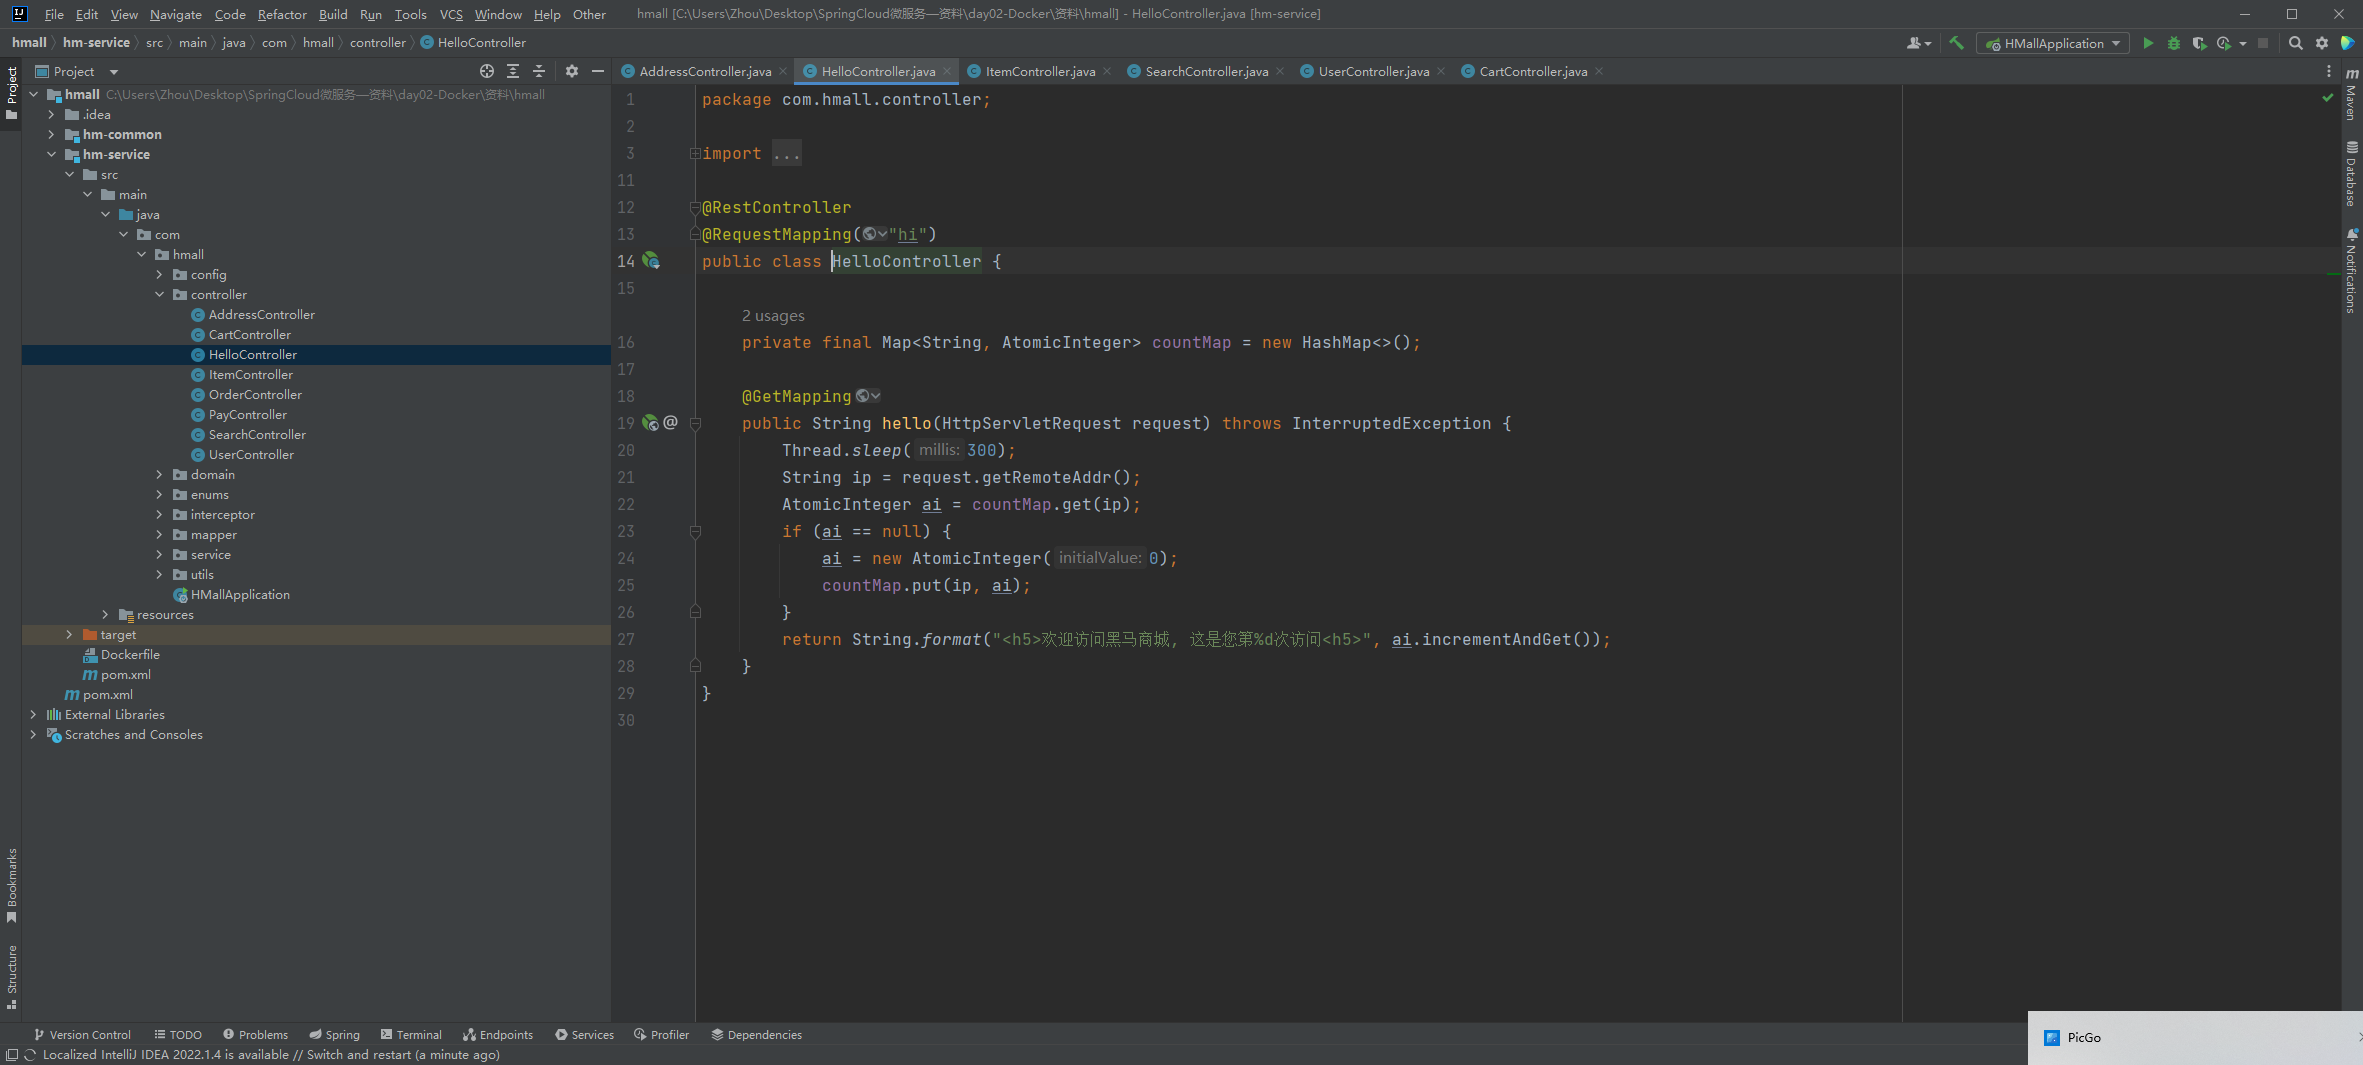 File Edit View Navigate Code Refactor Build Run Tools VCS Window Help Other hmall [C:\Users\Zhou\Desktop\SpringCloud微服务—资料\day02-Docker\资料\hmall] - HelloController.java [hm-service]
hmall hm-service src main java com hmall controller HelloController HMallApplication
Project
AddressController.java HelloController.java ItemController.java SearchController.java UserController.java CartController.java
Project
hmall C:\Users\Zhou\Desktop\SpringCloud微服务—资料\day02-Docker\资料\hmall
.idea
hm-common
hm-service
src
main
java
com
hmall
config
controller
AddressController
CartController
HelloController
ItemController
OrderController
PayController
SearchController
UserController
domain
enums
interceptor
mapper
service
utils
HMallApplication
resources
target
Dockerfile
pom.xml
pom.xml
External Libraries
Scratches and Consoles
Bookmarks
Structure
1 package com.hmall.controller;
2
3 import ...
11
12 @RestController
13 @RequestMapping("hi")
14 public class HelloController {
15
2 usages
16 private final Map<String, AtomicInteger> countMap = new HashMap<>();
17
18 @GetMapping
19 @ public String hello(HttpServletRequest request) throws InterruptedException {
20 Thread.sleep( millis: 300);
21 String ip = request.getRemoteAddr();
22 AtomicInteger ai = countMap.get(ip);
23 if (ai == null) {
24 ai = new AtomicInteger( initialValue: 0);
25 countMap.put(ip, ai);
26 }
27 return String.format("<h5>欢迎访问黑马商城, 这是您第%d次访问<h5>", ai.incrementAndGet());
28 }
29 }
30
m Maven
Database
Notifications
Version Control TODO Problems Spring Terminal Endpoints Services Profiler Dependencies
Localized IntelliJ IDEA 2022.1.4 is available // Switch and restart (a minute ago)
PicGo